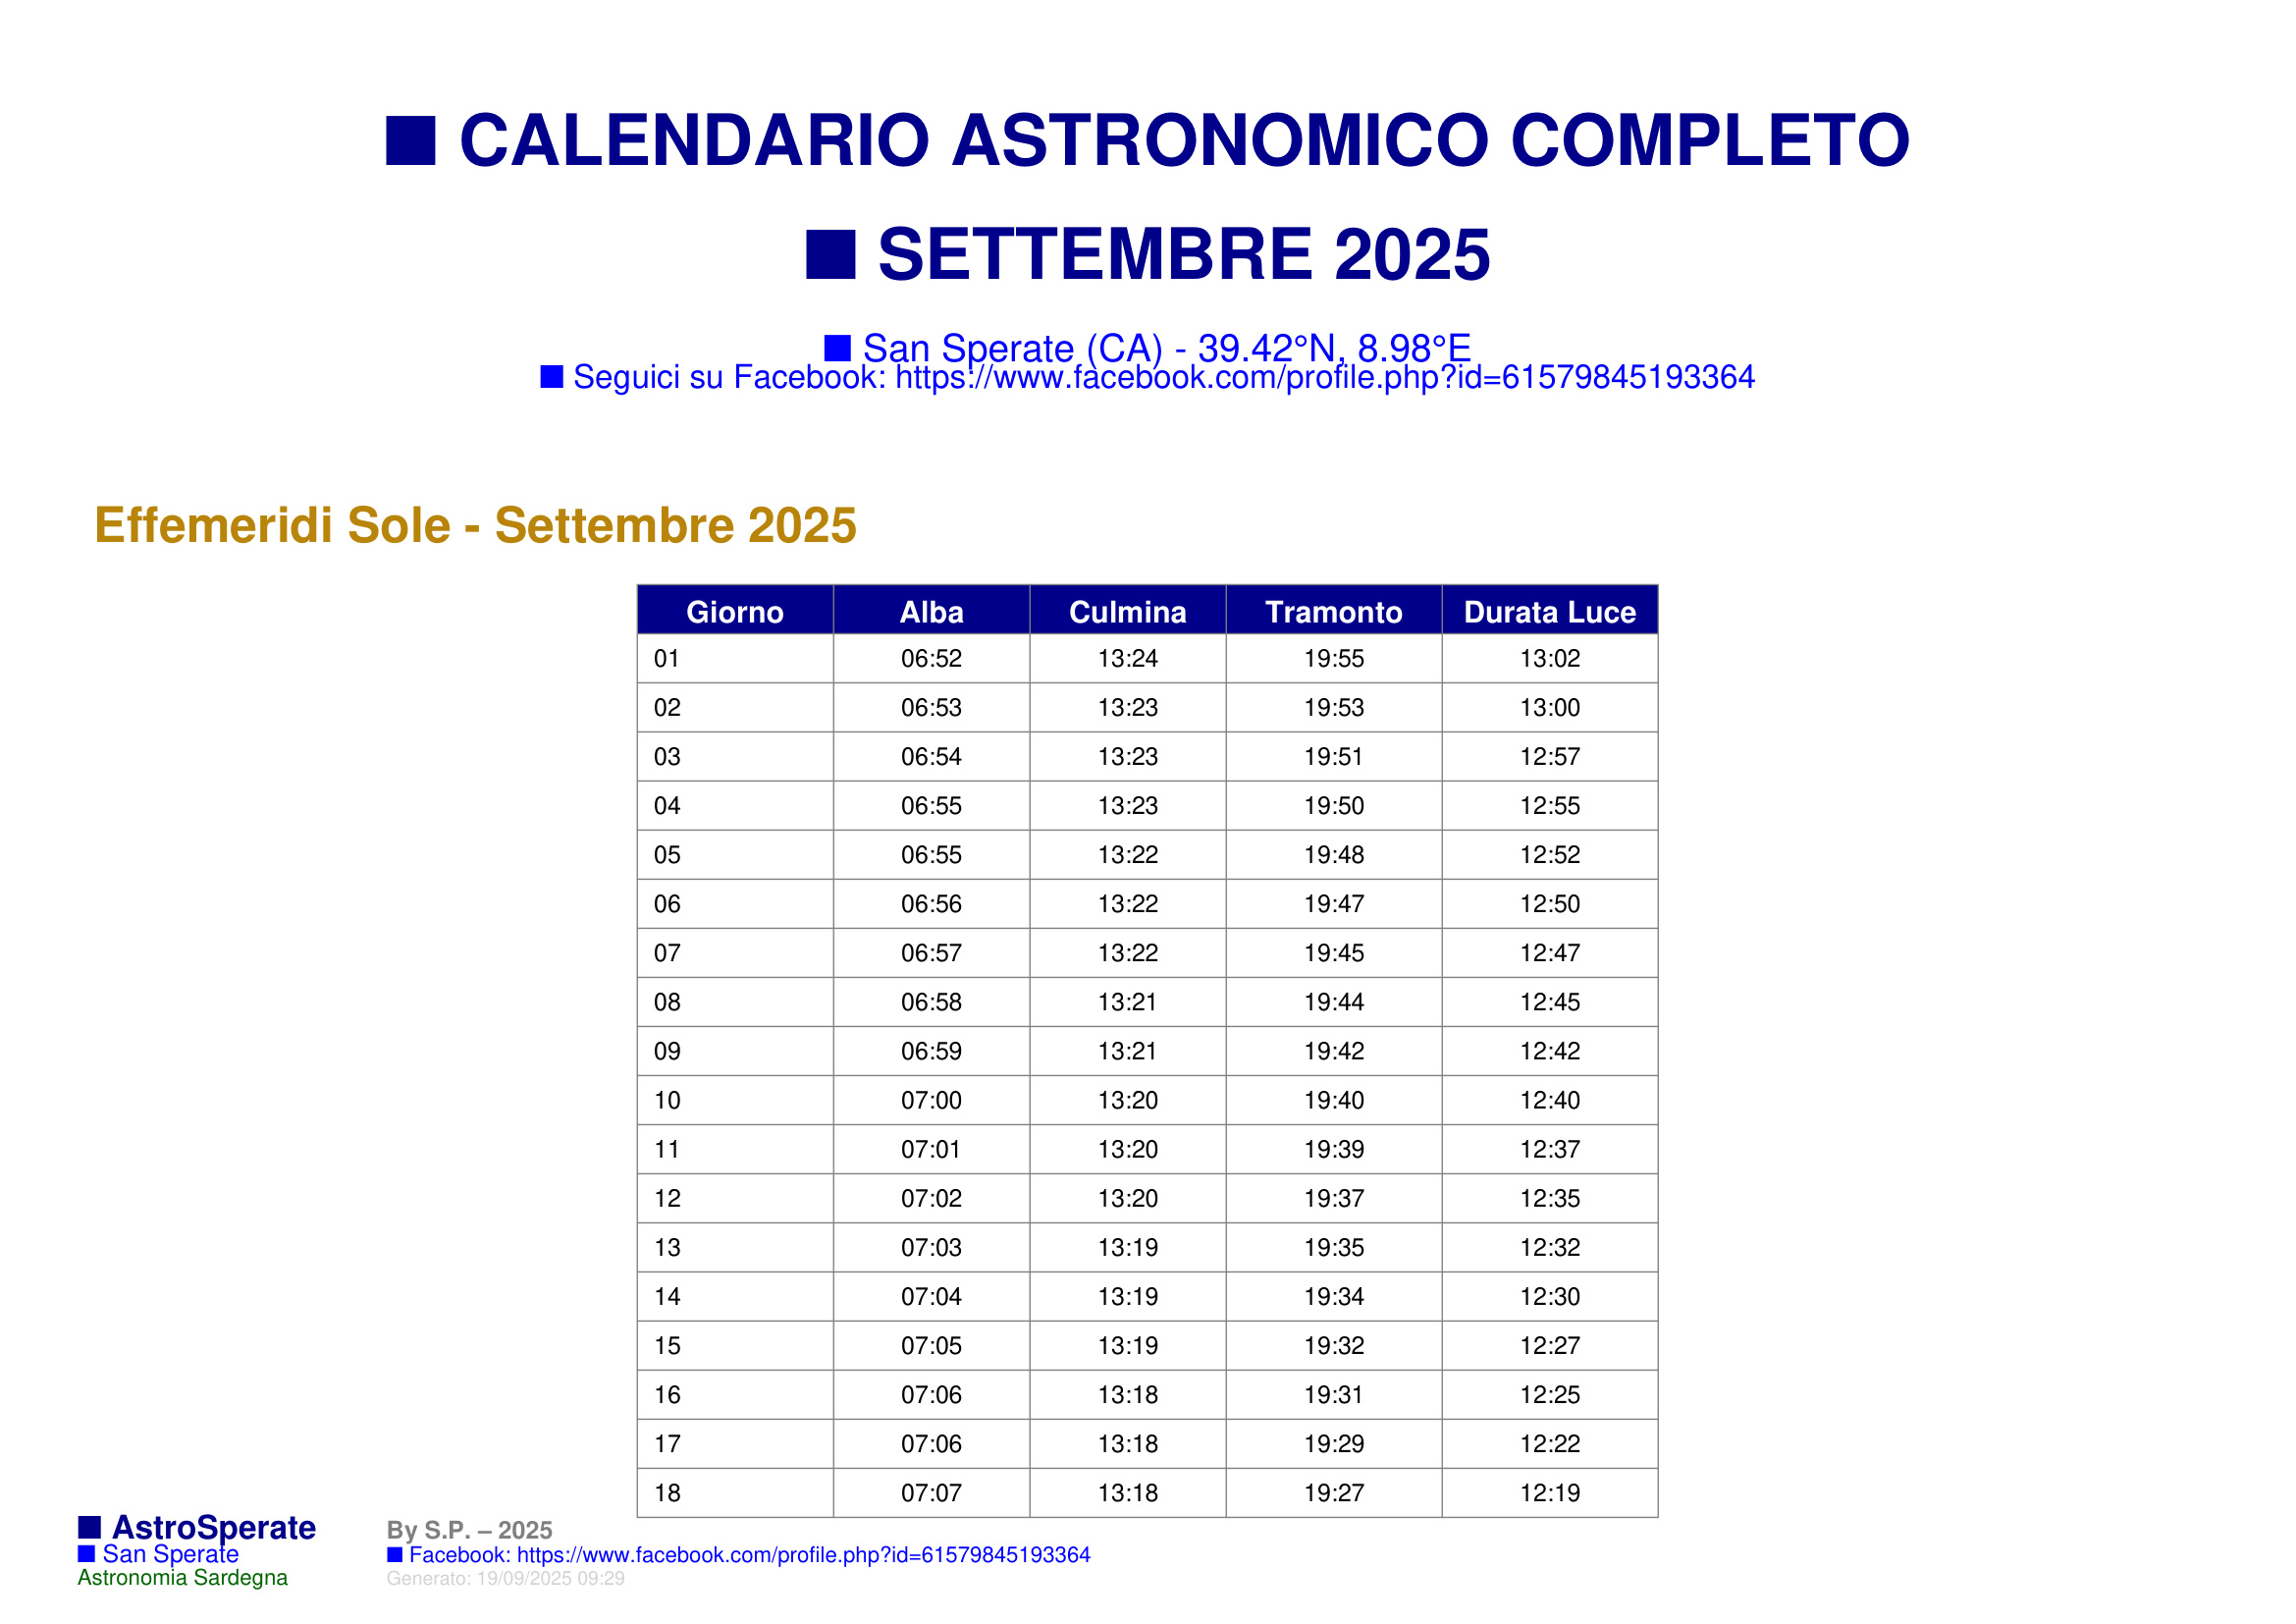 ■ CALENDARIO ASTRONOMICO COMPLETO
■ SETTEMBRE 2025
■ San Sperate (CA) - 39.42°N, 8.98°E
■ Seguici su Facebook: https://www.facebook.com/profile.php?id=61579845193364
Effemeridi Sole - Settembre 2025
Giorno Alba Culmina Tramonto Durata Luce
01 06:52 13:24 19:55 13:02
02 06:53 13:23 19:53 13:00
03 06:54 13:23 19:51 12:57
04 06:55 13:23 19:50 12:55
05 06:55 13:22 19:48 12:52
06 06:56 13:22 19:47 12:50
07 06:57 13:22 19:45 12:47
08 06:58 13:21 19:44 12:45
09 06:59 13:21 19:42 12:42
10 07:00 13:20 19:40 12:40
11 07:01 13:20 19:39 12:37
12 07:02 13:20 19:37 12:35
13 07:03 13:19 19:35 12:32
14 07:04 13:19 19:34 12:30
15 07:05 13:19 19:32 12:27
16 07:06 13:18 19:31 12:25
17 07:06 13:18 19:29 12:22
18 07:07 13:18 19:27 12:19
■ AstroSperate
■ San Sperate
Astronomia Sardegna
By S.P. – 2025
■ Facebook: https://www.facebook.com/profile.php?id=61579845193364
Generato: 19/09/2025 09:29